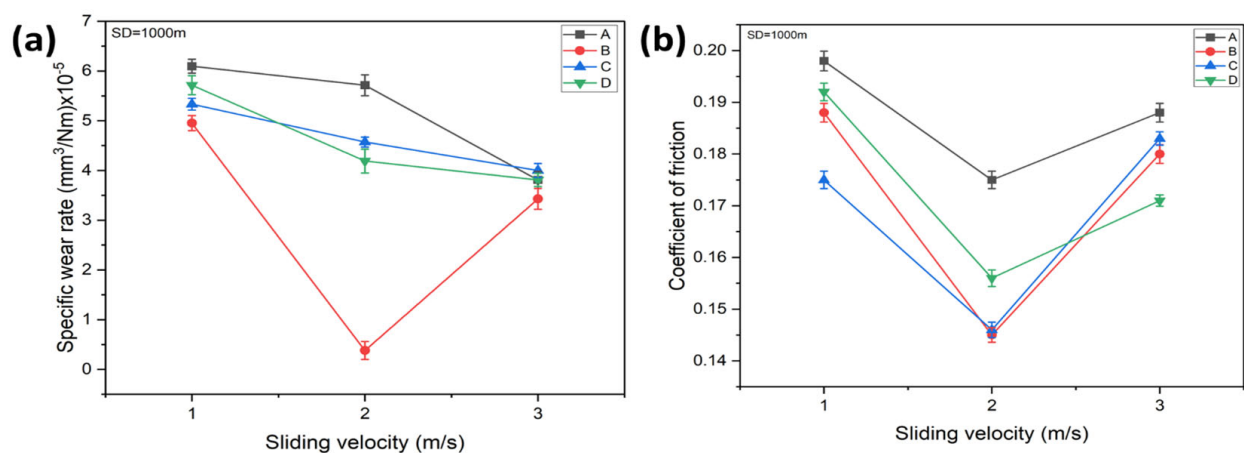 (a)
SD=1000m
A
B
C
D
7
6
5
4
3
2
1
0
Specific wear rate (mm³/Nm)x10⁻⁵
1
2
3
Sliding velocity (m/s)
(b)
SD=1000m
A
B
C
D
0.20
0.19
0.18
0.17
0.16
0.15
0.14
Coefficient of friction
1
2
3
Sliding velocity (m/s)